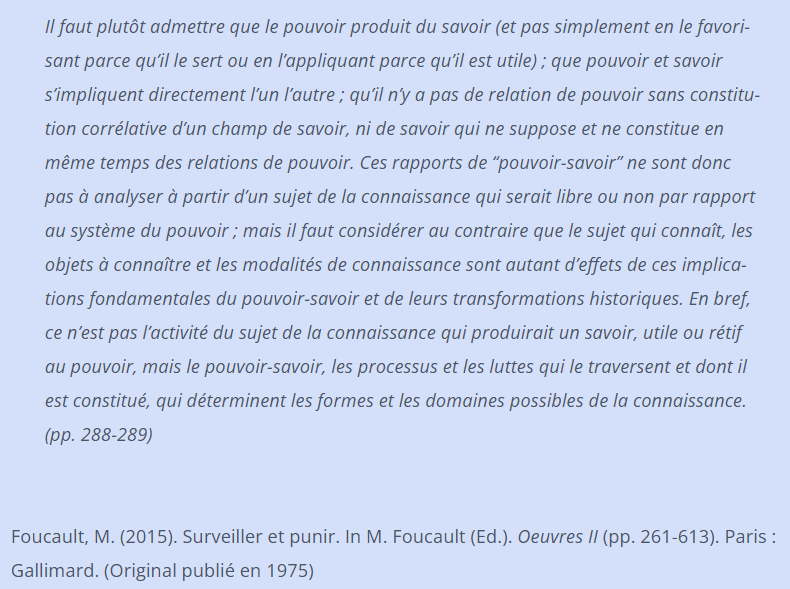 Il faut plutôt admettre que le pouvoir produit du savoir (et pas simplement en le favori-
sant parce qu’il le sert ou en l’appliquant parce qu’il est utile) ; que pouvoir et savoir
s’impliquent directement l’un l’autre ; qu’il n’y a pas de relation de pouvoir sans constitu-
tion corrélative d’un champ de savoir, ni de savoir qui ne suppose et ne constitue en
même temps des relations de pouvoir. Ces rapports de “pouvoir-savoir” ne sont donc
pas à analyser à partir d’un sujet de la connaissance qui serait libre ou non par rapport
au système du pouvoir ; mais il faut considérer au contraire que le sujet qui connaît, les
objets à connaître et les modalités de connaissance sont autant d’effets de ces implica-
tions fondamentales du pouvoir-savoir et de leurs transformations historiques. En bref,
ce n’est pas l’activité du sujet de la connaissance qui produirait un savoir, utile ou rétif
au pouvoir, mais le pouvoir-savoir, les processus et les luttes qui le traversent et dont il
est constitué, qui déterminent les formes et les domaines possibles de la connaissance.
(pp. 288-289)
Foucault, M. (2015). Surveiller et punir. In M. Foucault (Ed.). Oeuvres II (pp. 261-613). Paris :
Gallimard. (Original publié en 1975)